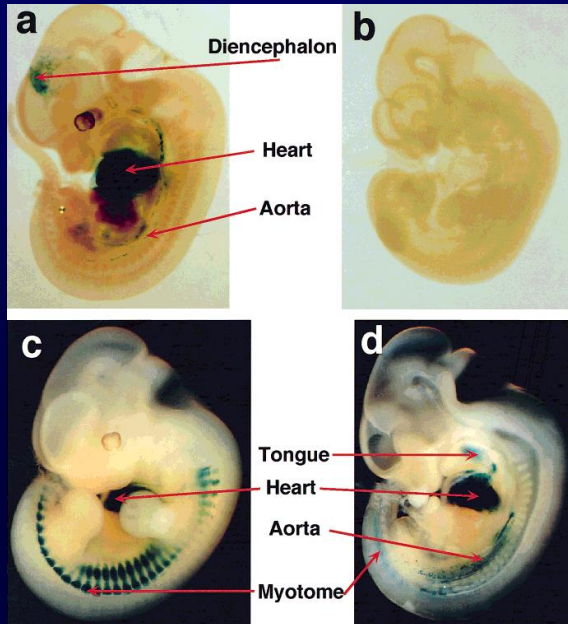 a
b
Diencephalon
Heart
Aorta
c
d
Tongue
Heart
Aorta
Myotome